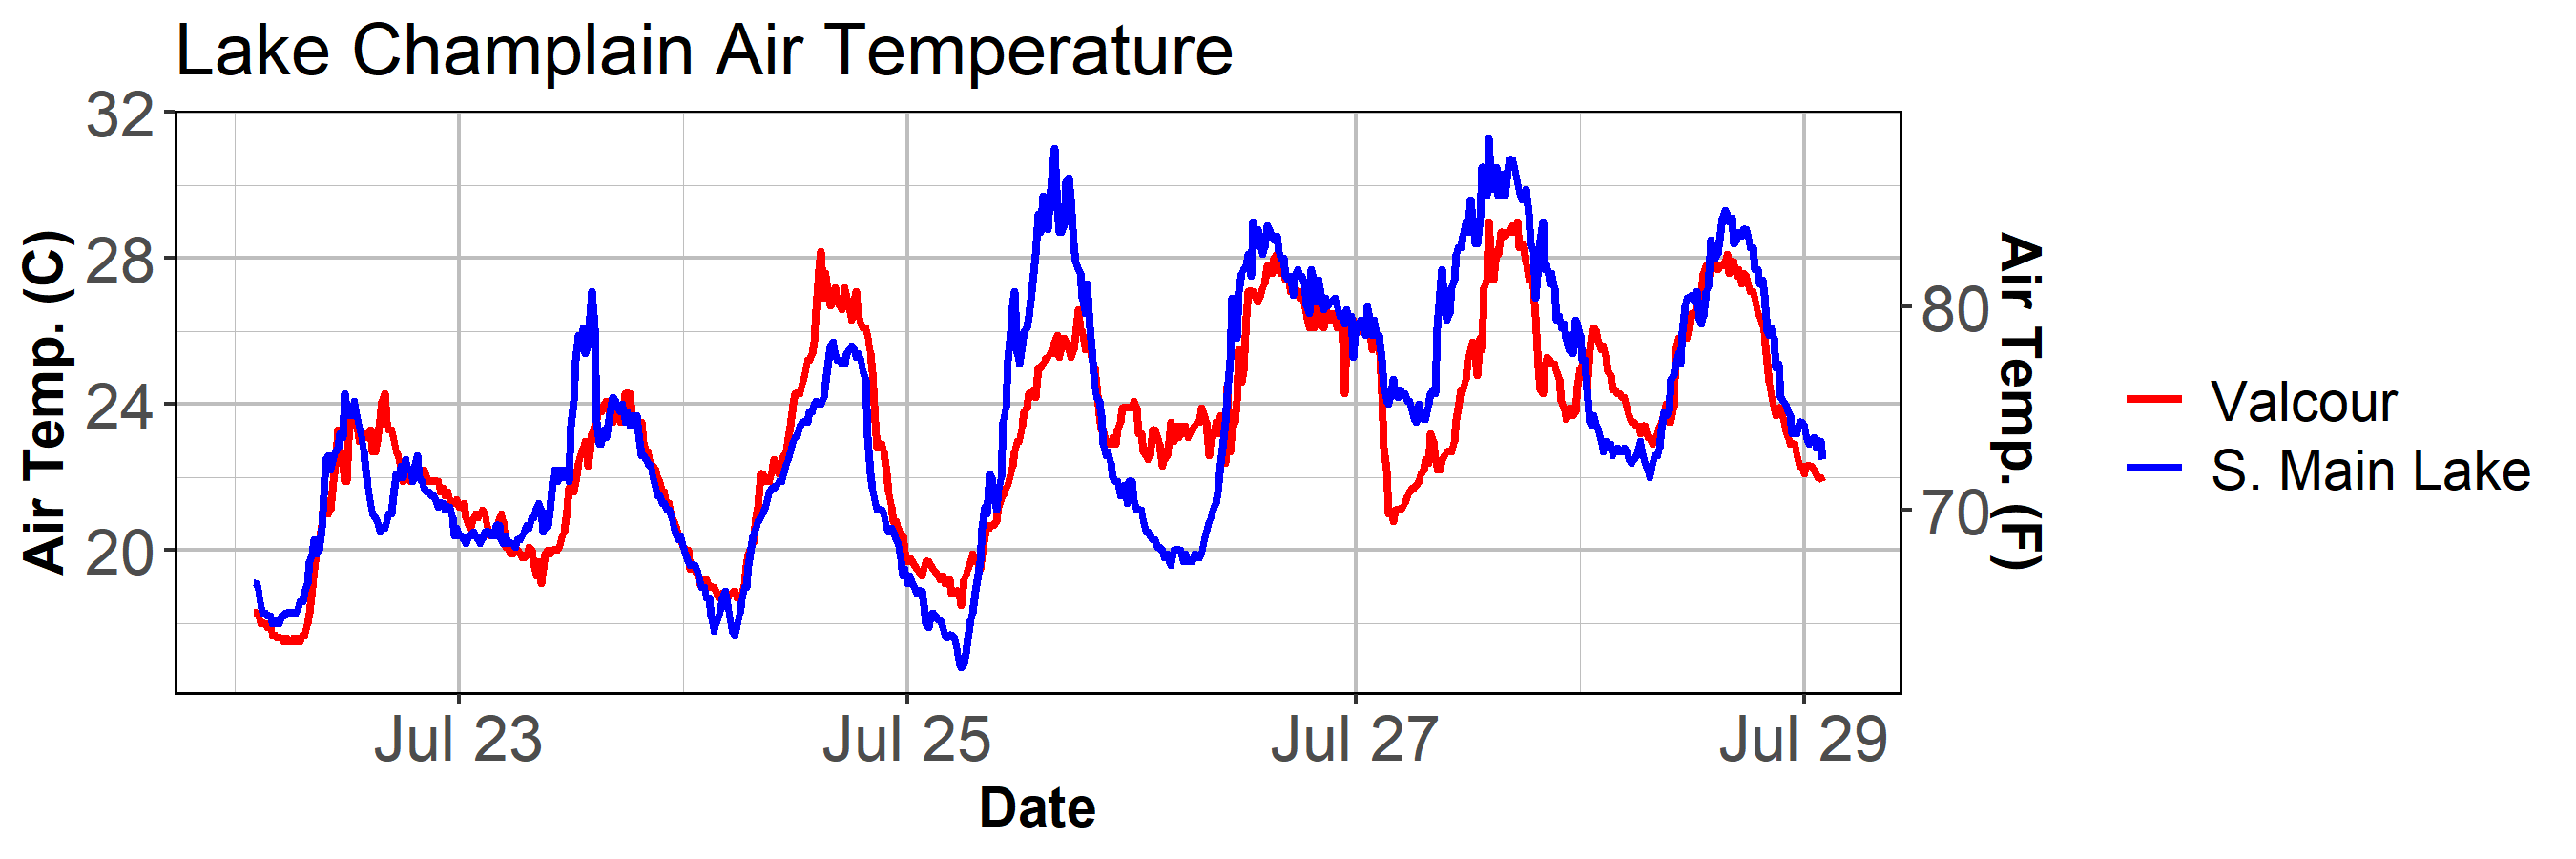 Lake Champlain Air Temperature
32
28
24
20
Air Temp. (C)
80
70
Air Temp. (F)
Jul 23
Jul 25
Jul 27
Jul 29
Date
Valcour
S. Main Lake